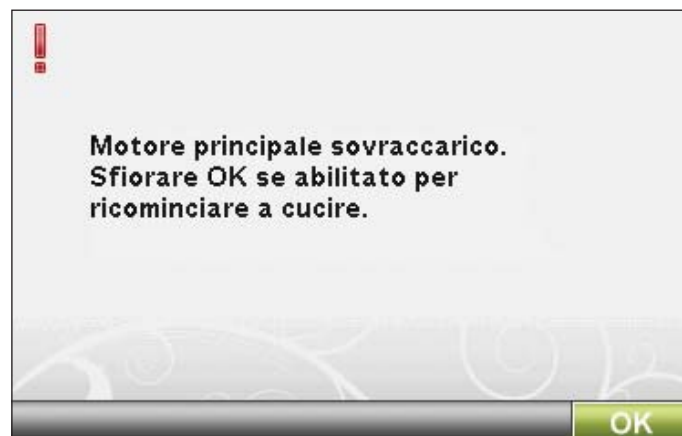 Motore principale sovraccarico.
Sfiorare OK se abilitato per
ricominciare a cucire.
OK